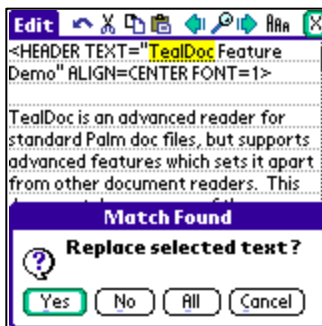 Edit
<HEADER TEXT="TealDoc Feature
Demo" ALIGN=CENTER FONT=1>
TealDoc is an advanced reader for
standard Palm doc files, but supports
advanced features which sets it apart
from other document readers. This
Match Found
Replace selected text?
Yes No All Cancel